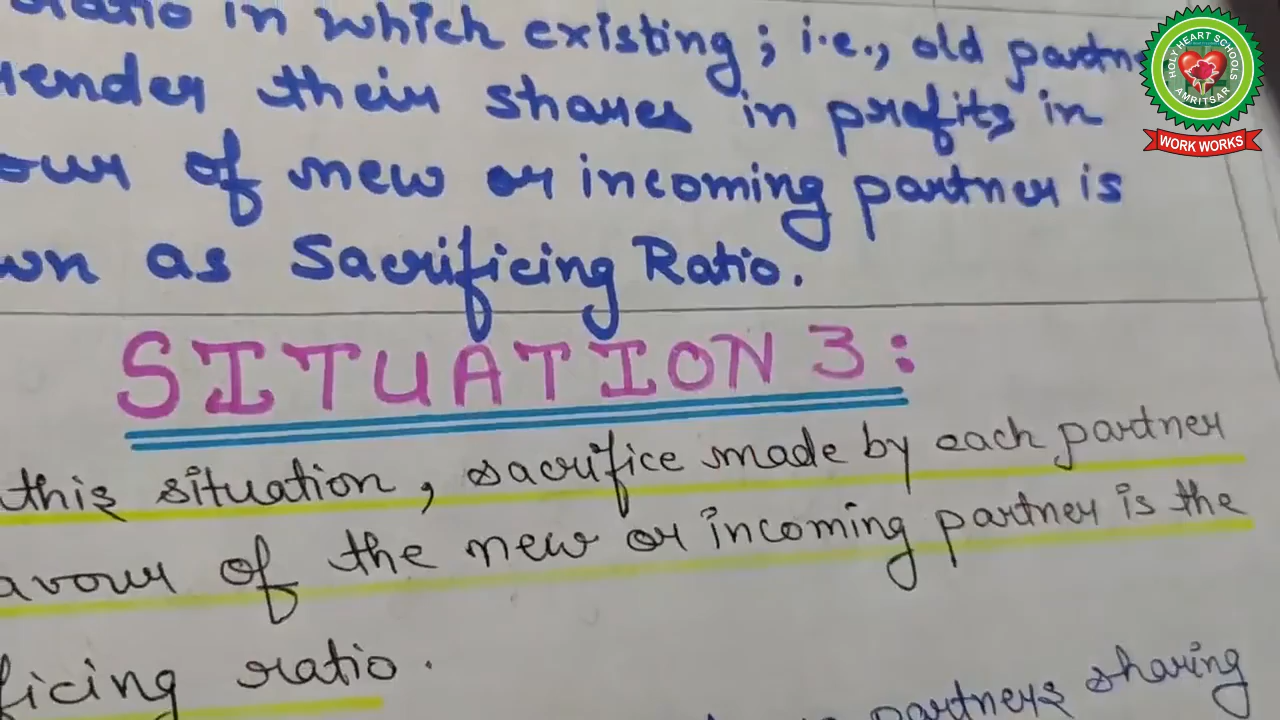 ratio in which existing; i.e., old partne
render their shares in profits in
our of new or incoming partner is
wn as Sacrificing Ratio.
SITUATION 3:
this situation, sacrifice made by each partner
avour of the new or incoming partner is the
ficing ratio.
partners sharing
HOLY HEART SCHOOLS
AMRITSAR
WORK WORKS